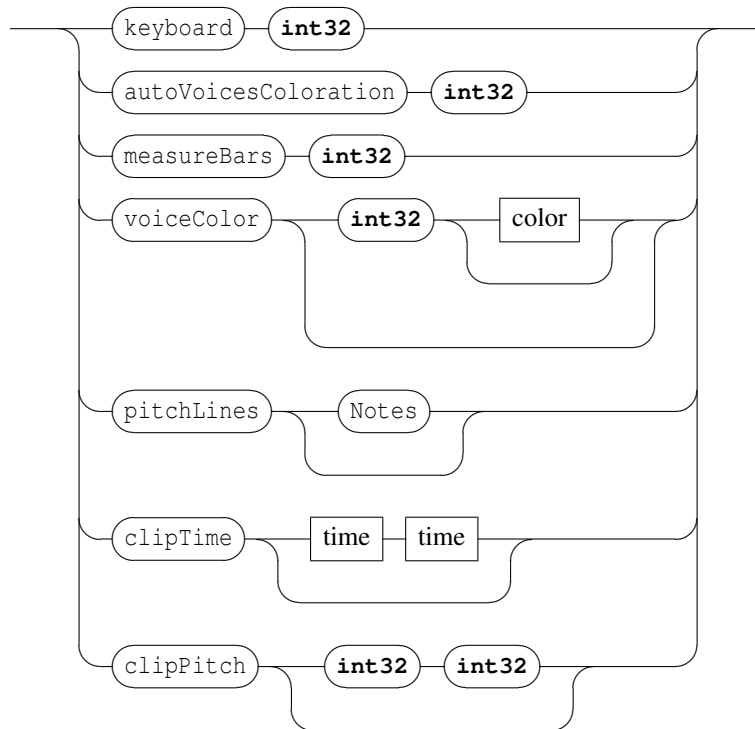 keyboard int32
autoVoicesColoration int32
measureBars int32
voiceColor int32 color
pitchLines Notes
clipTime time time
clipPitch int32 int32